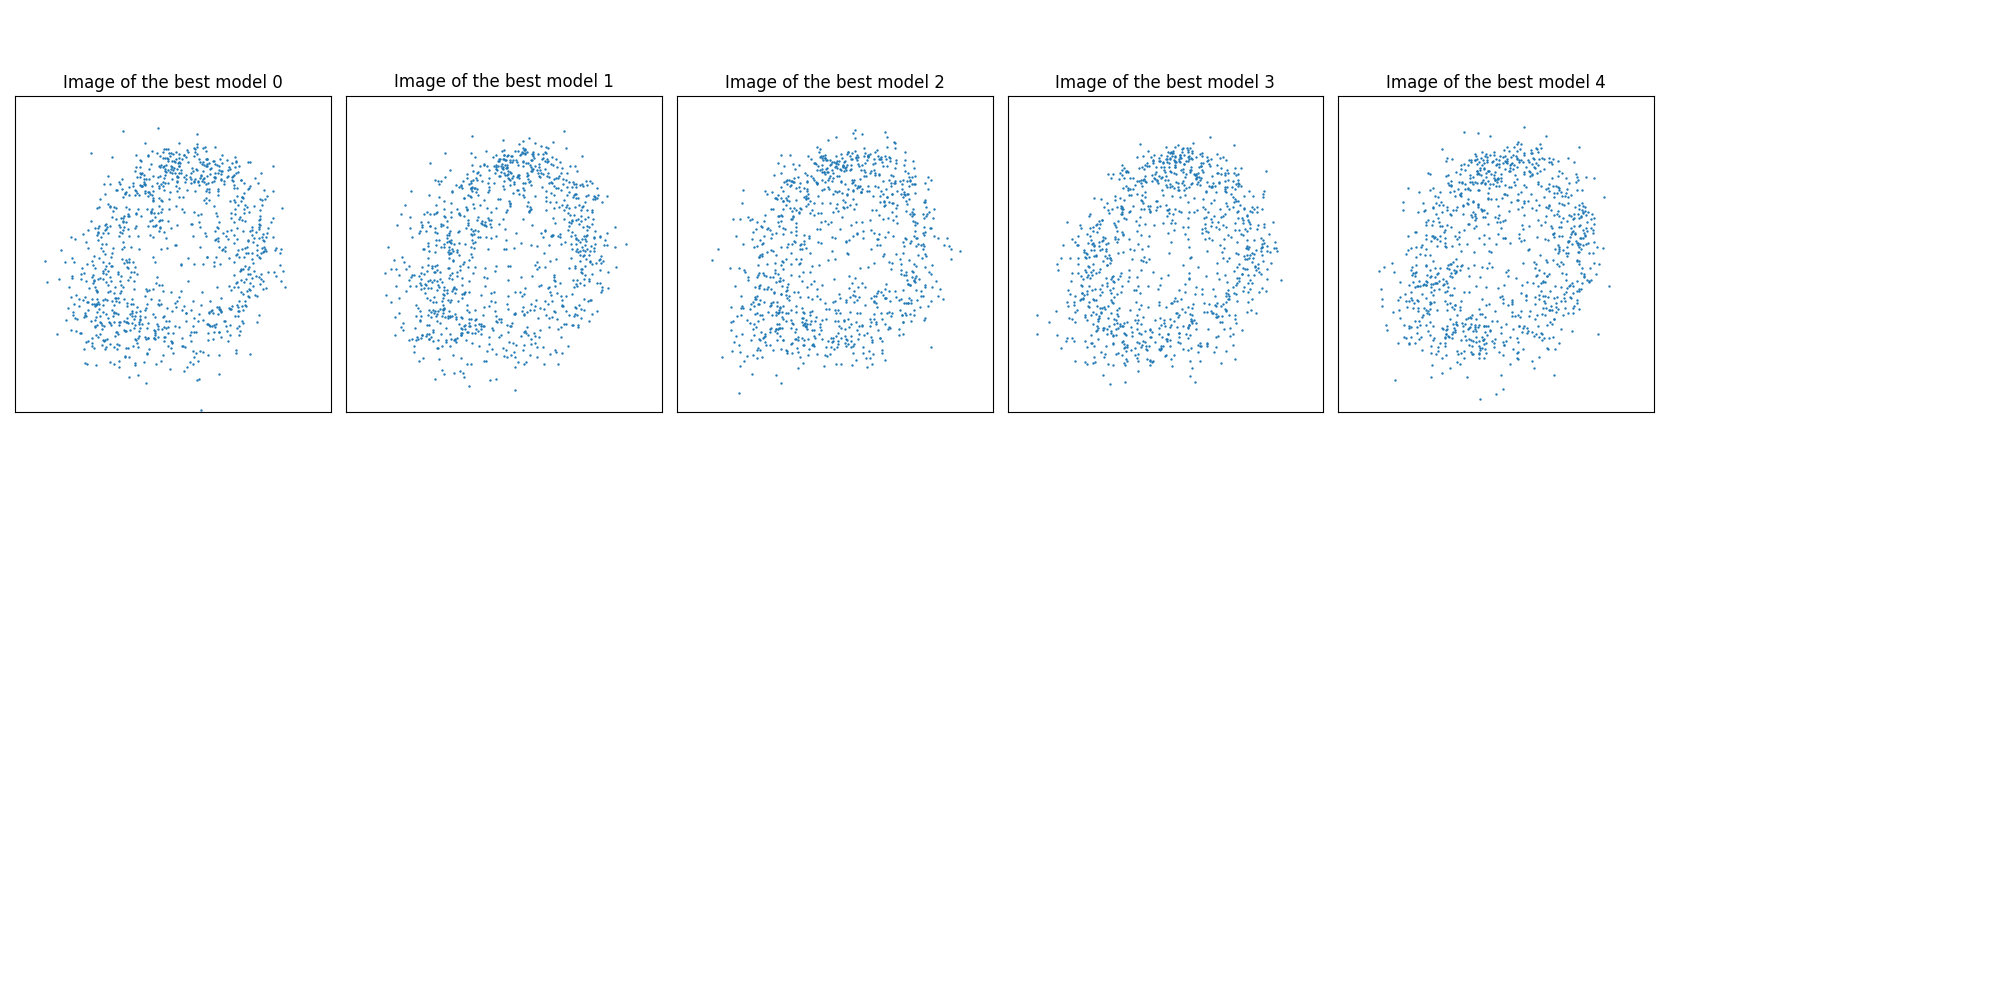 Image of the best model 0
Image of the best model 1
Image of the best model 2
Image of the best model 3
Image of the best model 4